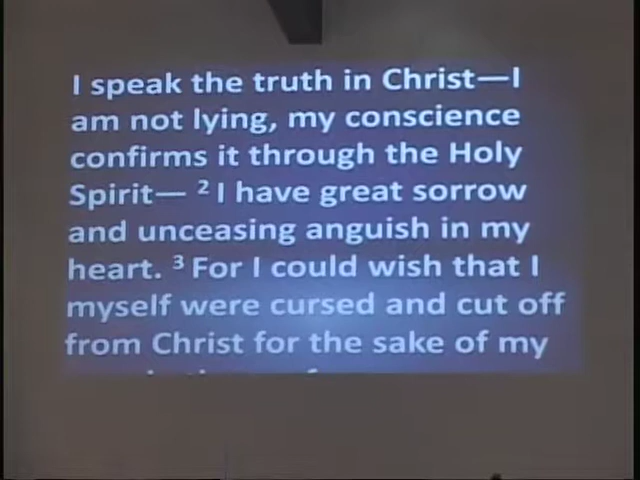 I speak the truth in Christ—I
am not lying, my conscience
confirms it through the Holy
Spirit— ² I have great sorrow
and unceasing anguish in my
heart. ³ For I could wish that I
myself were cursed and cut off
from Christ for the sake of my